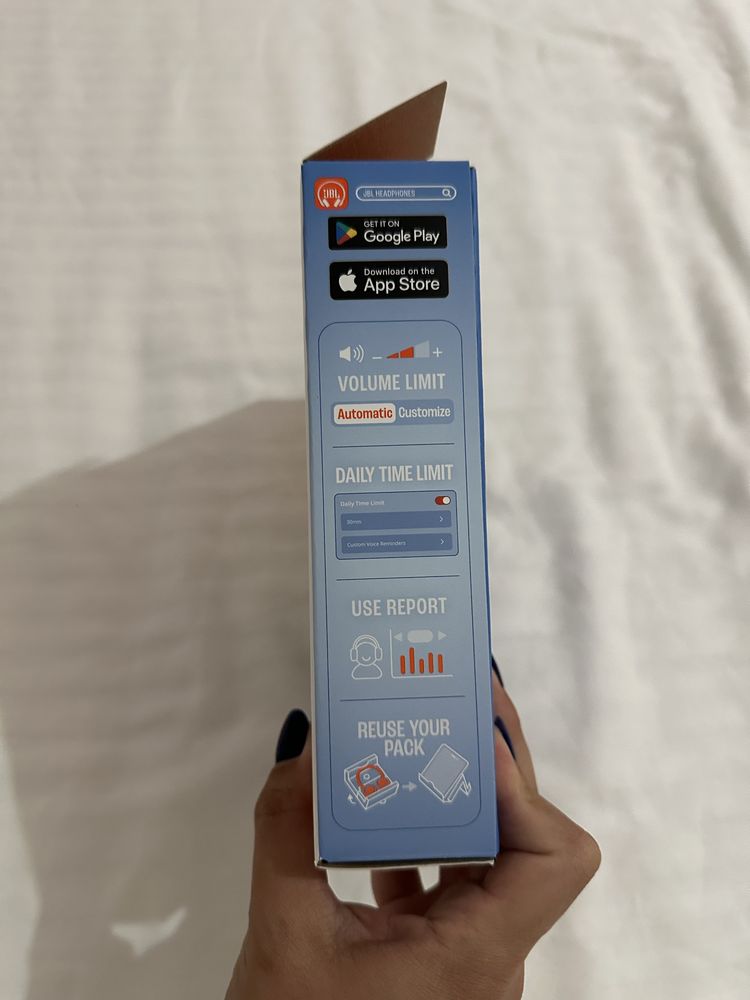 JBL
JBL HEADPHONES
GET IT ON
Google Play
Download on the
App Store
VOLUME LIMIT
Automatic Customize
DAILY TIME LIMIT
Daily Time Limit
30min
Custom Voice Reminders
USE REPORT
REUSE YOUR
PACK